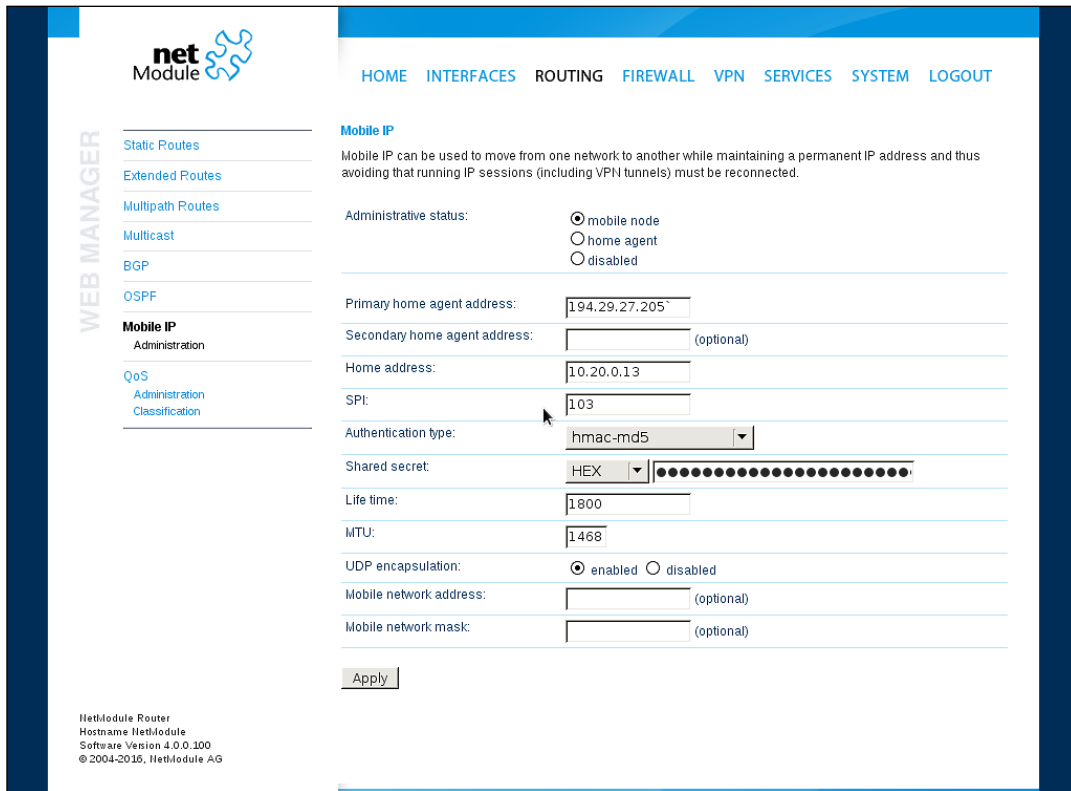 net
Module
HOME INTERFACES ROUTING FIREWALL VPN SERVICES SYSTEM LOGOUT
WEB MANAGER
Static Routes
Extended Routes
Multipath Routes
Multicast
BGP
OSPF
Mobile IP
Administration
QoS
Administration
Classification
Mobile IP
Mobile IP can be used to move from one network to another while maintaining a permanent IP address and thus
avoiding that running IP sessions (including VPN tunnels) must be reconnected.
Administrative status:
mobile node
home agent
disabled
Primary home agent address: 194.29.27.205`
Secondary home agent address: (optional)
Home address: 10.20.0.13
SPI: 103
Authentication type: hmac-md5
Shared secret: HEX ●●●●●●●●●●●●●●●●●●●●●●
Life time: 1800
MTU: 1468
UDP encapsulation: enabled disabled
Mobile network address: (optional)
Mobile network mask: (optional)
Apply
NetModule Router
Hostname NetModule
Software Version 4.0.0.100
© 2004-2016, NetModule AG